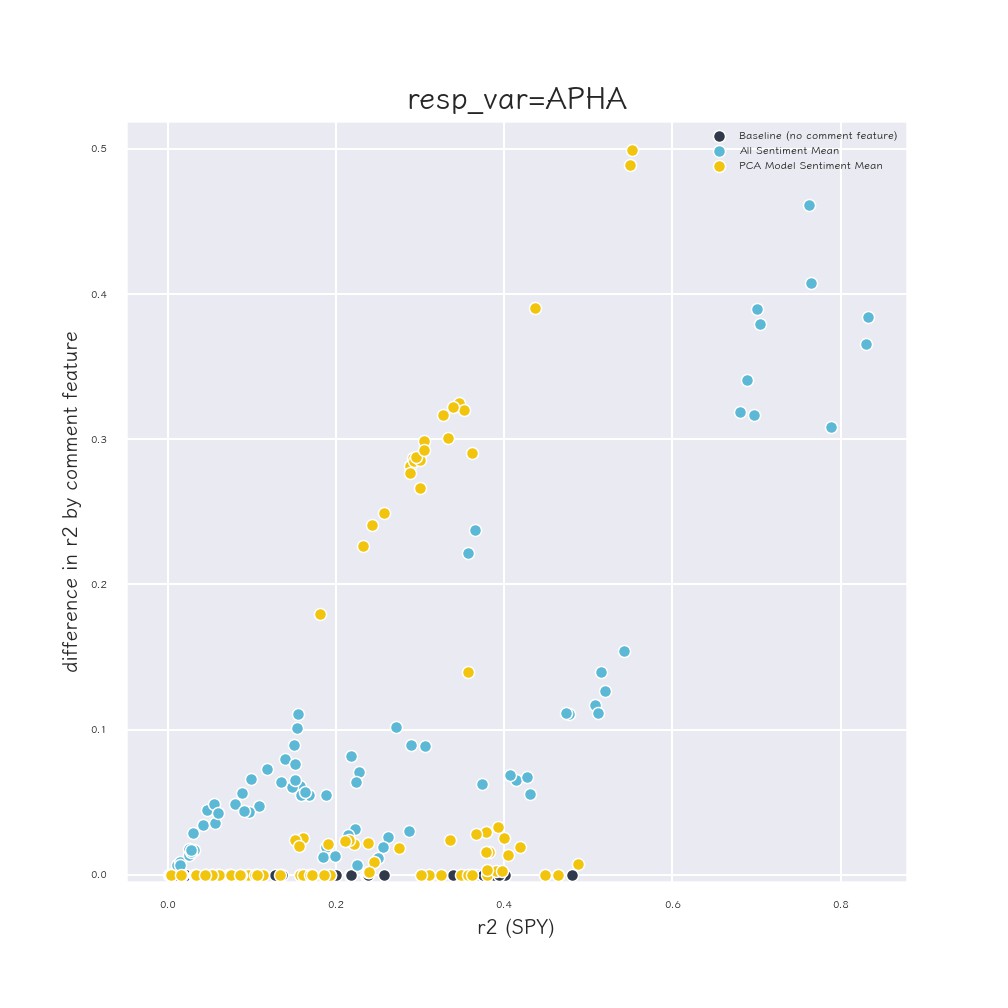 resp_var=APHA
Baseline (no comment feature)
All Sentiment Mean
PCA Model Sentiment Mean
0.5
0.4
0.3
0.2
0.1
0.0
difference in r2 by comment feature
0.0 0.2 0.4 0.6 0.8
r2 (SPY)